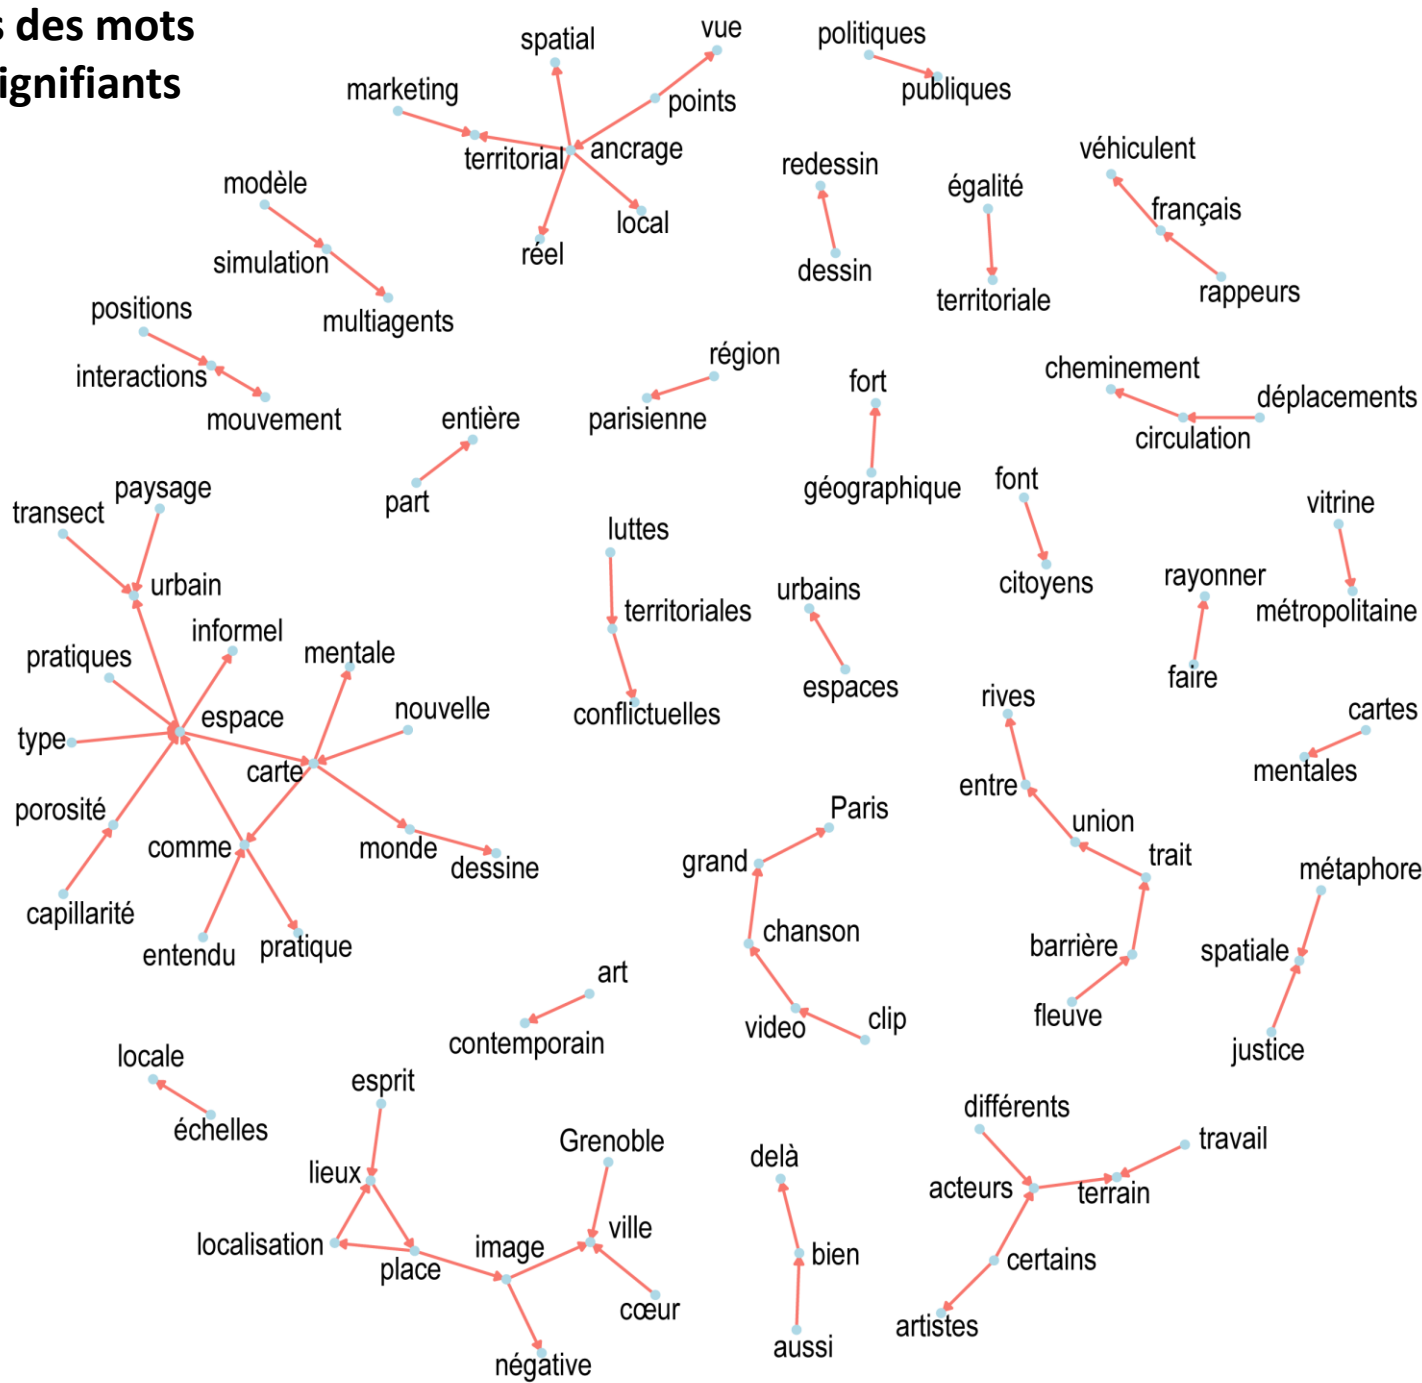 s des mots
ignifiants
vue
spatial
politiques
marketing
points
publiques
territorial
ancrage
véhiculent
redessin
modèle
égalité
français
local
réel
simulation
dessin
territoriale
rappeurs
positions
multiagents
interactions
région
cheminement
fort
déplacements
mouvement
entière
parisienne
circulation
part
géographique
font
paysage
transect
vitrine
luttes
urbain
urbains
citoyens
rayonner
territoriales
métropolitaine
informel
mentale
pratiques
faire
espaces
rives
espace
nouvelle
conflictuelles
cartes
type
carte
mentales
entre
porosité
Paris
union
comme
monde
grand
trait
dessine
métaphore
capillarité
chanson
entendu
pratique
barrière
spatiale
art
fleuve
video
clip
contemporain
justice
locale
esprit
échelles
différents
Grenoble
travail
delà
lieux
acteurs
terrain
ville
localisation
image
bien
place
certains
cœur
artistes
aussi
négative